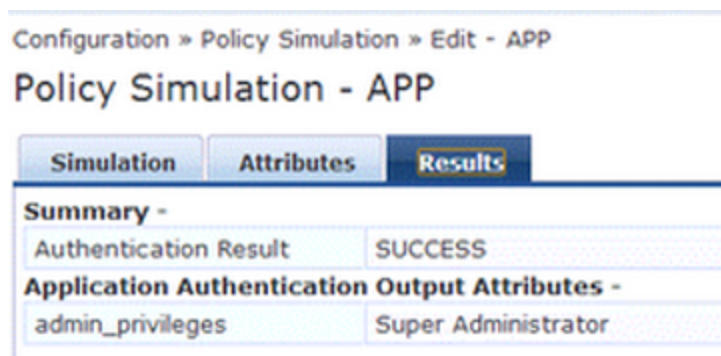 Configuration » Policy Simulation » Edit - APP
Policy Simulation - APP
Simulation Attributes Results
Summary -
Authentication Result SUCCESS
Application Authentication Output Attributes -
admin_privileges Super Administrator